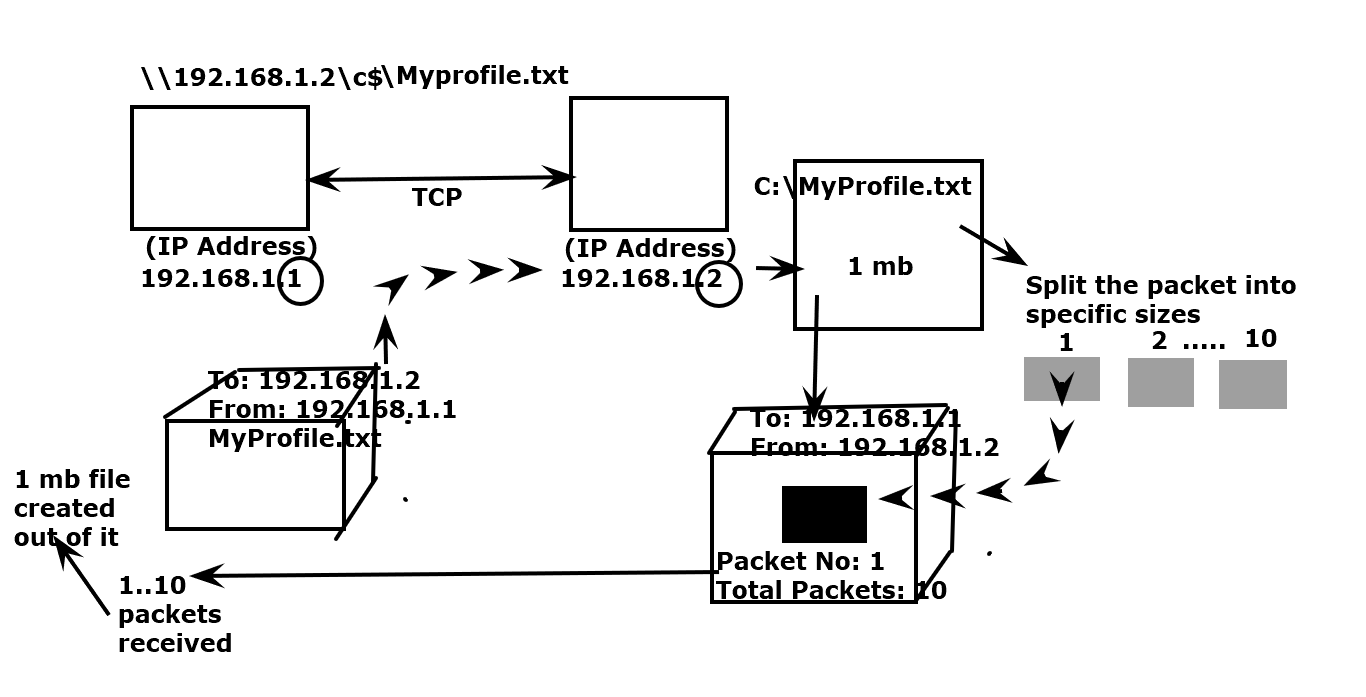 \\192.168.1.2\c$\Myprofile.txt
TCP
(IP Address)
192.168.1.1
(IP Address)
192.168.1.2
C:\MyProfile.txt
1 mb
Split the packet into
specific sizes
1 2 ..... 10
To: 192.168.1.2
From: 192.168.1.1
MyProfile.txt
To: 192.168.1.1
From: 192.168.1.2
Packet No: 1
Total Packets: 10
1 mb file
created
out of it
1..10
packets
received